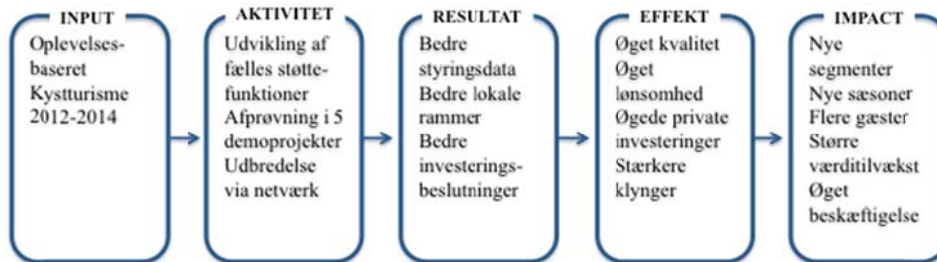 INPUT
Oplevelses-
baseret
Kystturisme
2012-2014
AKTIVITET
Udvikling af
fælles støtte-
funktioner
Afprøvning i 5
demoprojekter
Udbredelse
via netværk
RESULTAT
Bedre
styringsdata
Bedre lokale
rammer
Bedre
investerings-
beslutninger
EFFEKT
Øget kvalitet
Øget
lønsomhed
Øgede private
investeringer
Stærkere
klynger
IMPACT
Nye
segmenter
Nye sæsoner
Flere gæster
Større
værditilvækst
Øget
beskæftigelse